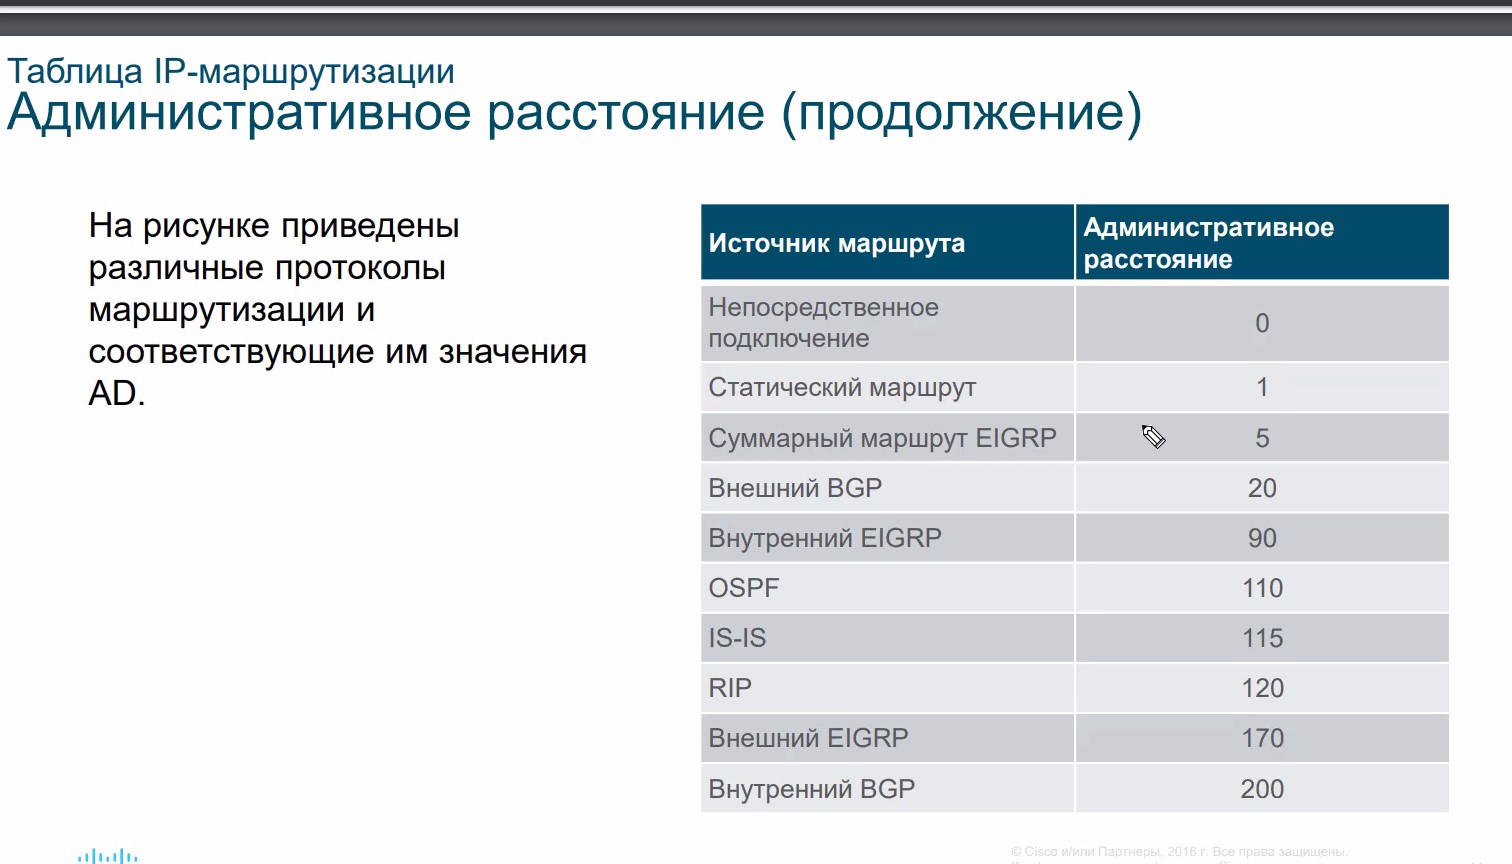 Таблица IP-маршрутизации
Административное расстояние (продолжение)
На рисунке приведены
различные протоколы
маршрутизации и
соответствующие им значения
AD.
Источник маршрута
Административное
расстояние
Непосредственное
подключение
0
Статический маршрут
1
Суммарный маршрут EIGRP
5
Внешний BGP
20
Внутренний EIGRP
90
OSPF
110
IS-IS
115
RIP
120
Внешний EIGRP
170
Внутренний BGP
200
© Cisco и/или Партнеры, 2016 г. Все права защищены.